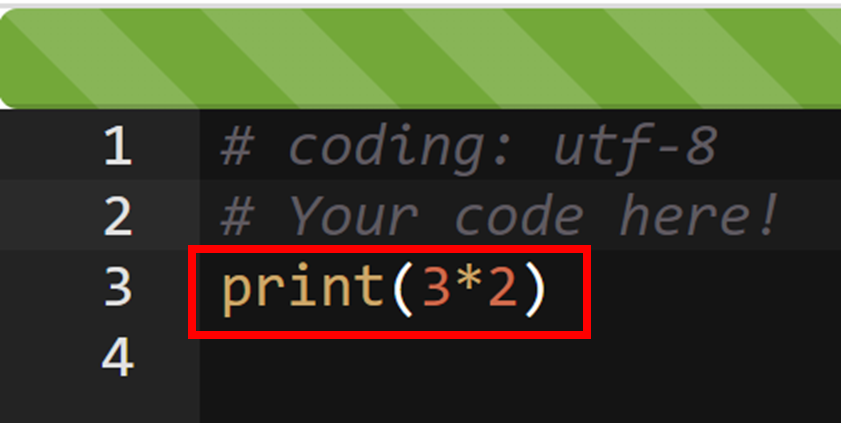 1 # coding: utf-8
2 # Your code here!
3 print(3*2)
4